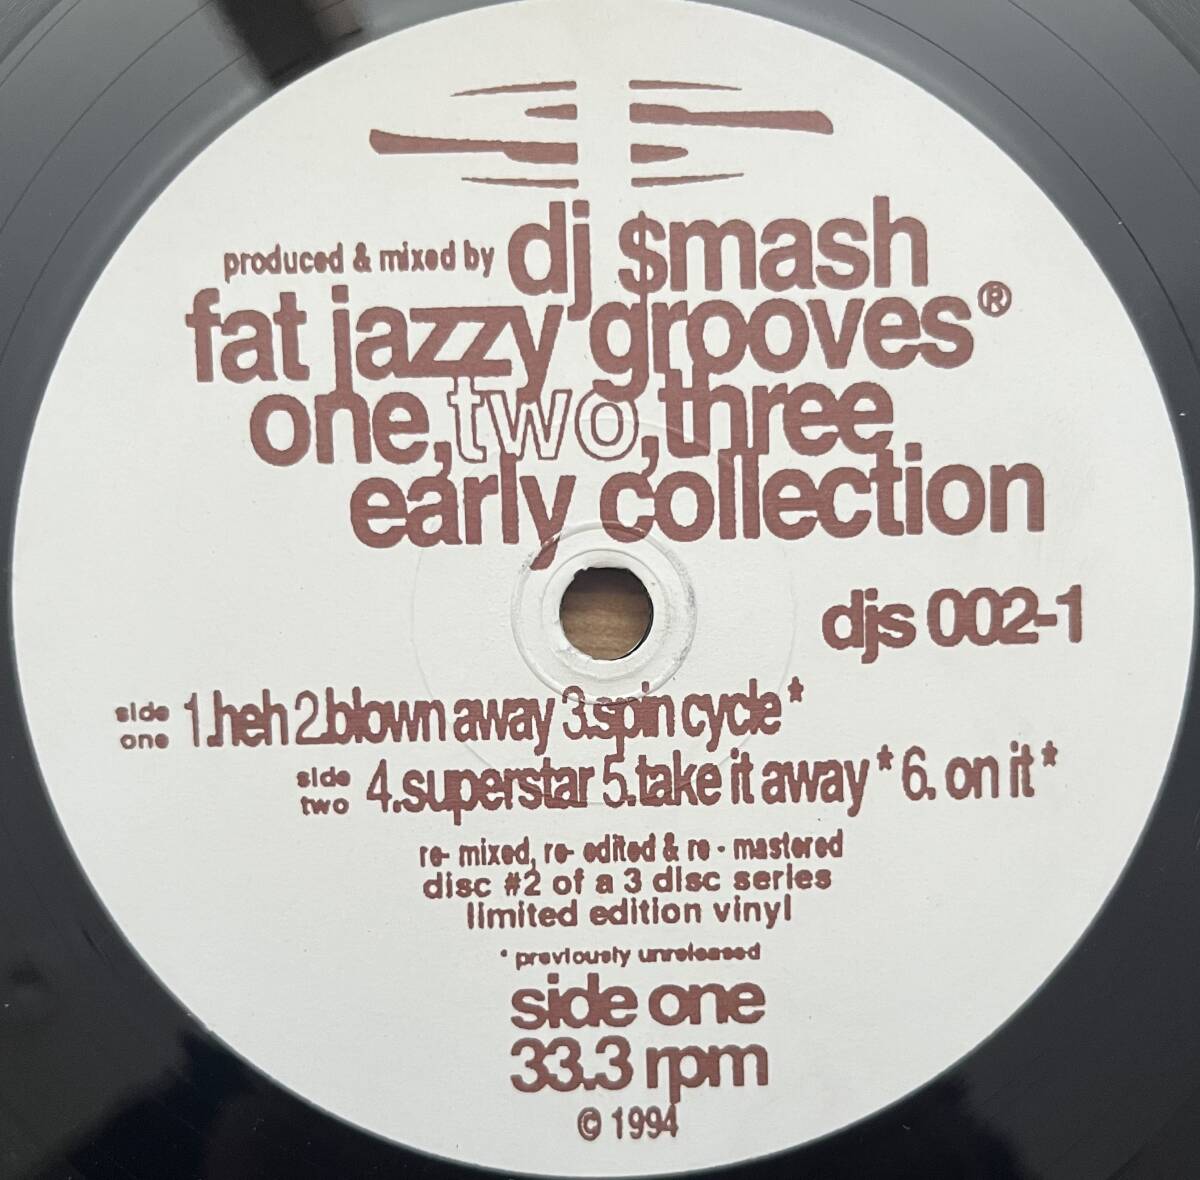 produced & mixed by dj $mash
fat jazzy grooves®
one,two,three
early collection
djs 002-1
side one 1.heh 2.blown away 3.spin cycle*
side two 4.superstar 5.take it away* 6. on it*
re- mixed, re- edited & re - mastered
disc #2 of a 3 disc series
limited edition vinyl
* previously unreleased
side one
33.3 rpm
© 1994